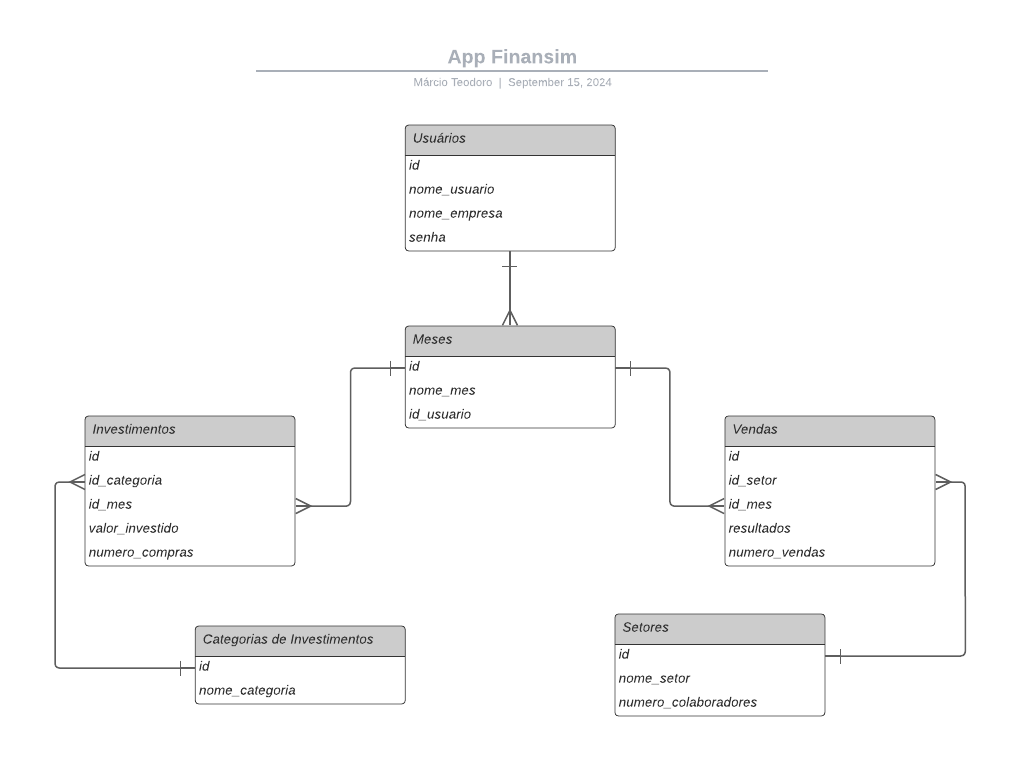 App Finansim
Márcio Teodoro | September 15, 2024
Usuários
id
nome_usuario
nome_empresa
senha
Meses
id
nome_mes
id_usuario
Investimentos
id
id_categoria
id_mes
valor_investido
numero_compras
Vendas
id
id_setor
id_mes
resultados
numero_vendas
Categorias de Investimentos
id
nome_categoria
Setores
id
nome_setor
numero_colaboradores